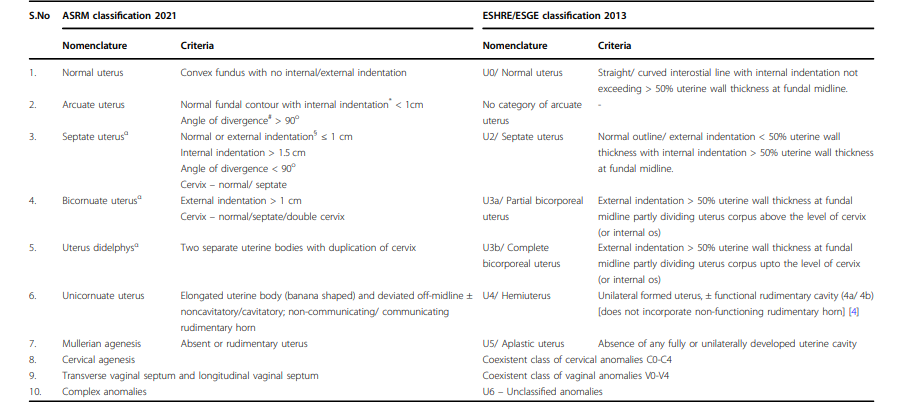 S.No ASRM classification 2021 ESHRE/ESGE classification 2013
Nomenclature Criteria Nomenclature Criteria
1. Normal uterus Convex fundus with no internal/external indentation U0/ Normal uterus Straight/ curved interostial line with internal indentation not
exceeding > 50% uterine wall thickness at fundal midline.
2. Arcuate uterus Normal fundal contour with internal indentation* < 1cm No category of arcuate -
Angle of divergence# > 90° uterus
3. Septate uterusα Normal or external indentation§ ≤ 1 cm U2/ Septate uterus Normal outline/ external indentation < 50% uterine wall
Internal indentation > 1.5 cm thickness with internal indentation > 50% uterine wall thickness
Angle of divergence < 90° at fundal midline.
Cervix – normal/ septate
4. Bicornuate uterusα External indentation > 1 cm U3a/ Partial bicorporeal External indentation > 50% uterine wall thickness at fundal
Cervix – normal/septate/double cervix uterus midline partly dividing uterus corpus above the level of cervix
(or internal os)
5. Uterus didelphysα Two separate uterine bodies with duplication of cervix U3b/ Complete External indentation > 50% uterine wall thickness at fundal
bicorporeal uterus midline partly dividing uterus corpus upto the level of cervix
(or internal os)
6. Unicornuate uterus Elongated uterine body (banana shaped) and deviated off-midline ± U4/ Hemiuterus Unilateral formed uterus, ± functional rudimentary cavity (4a/ 4b)
noncavitatory/cavitatory; non-communicating/ communicating [does not incorporate non-functioning rudimentary horn] [4]
rudimentary horn
7. Mullerian agenesis Absent or rudimentary uterus U5/ Aplastic uterus Absence of any fully or unilaterally developed uterine cavity
8. Cervical agenesis Coexistent class of cervical anomalies C0-C4
9. Transverse vaginal septum and longitudinal vaginal septum Coexistent class of vaginal anomalies V0-V4
10. Complex anomalies U6 – Unclassified anomalies